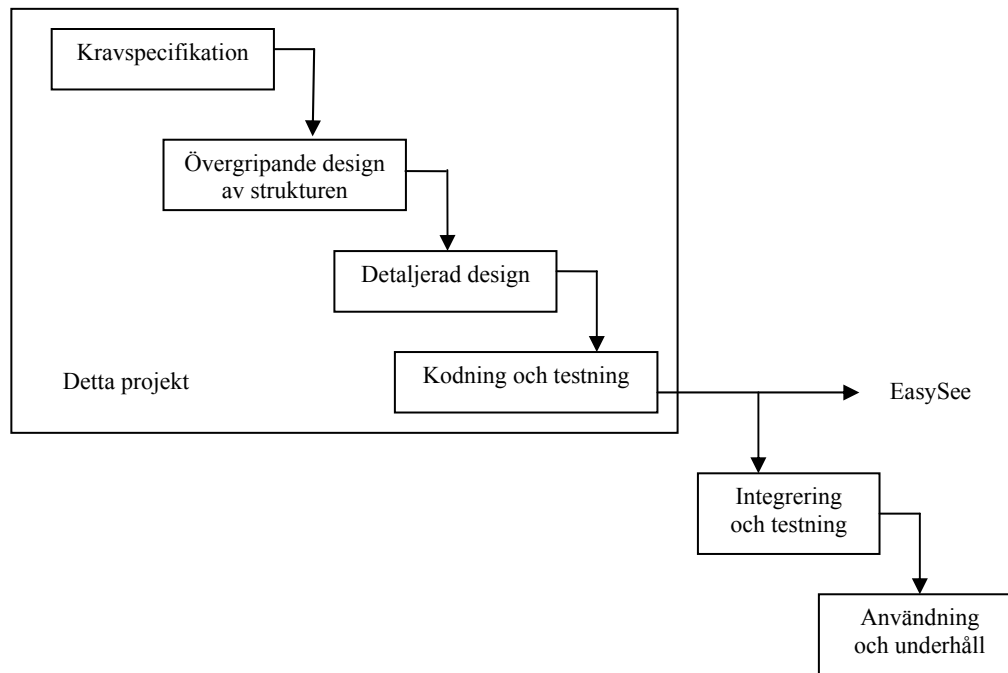 Kravspecifikation
Övergripande design
av strukturen
Detaljerad design
Kodning och testning
Detta projekt
EasySee
Integrering
och testning
Användning
och underhåll